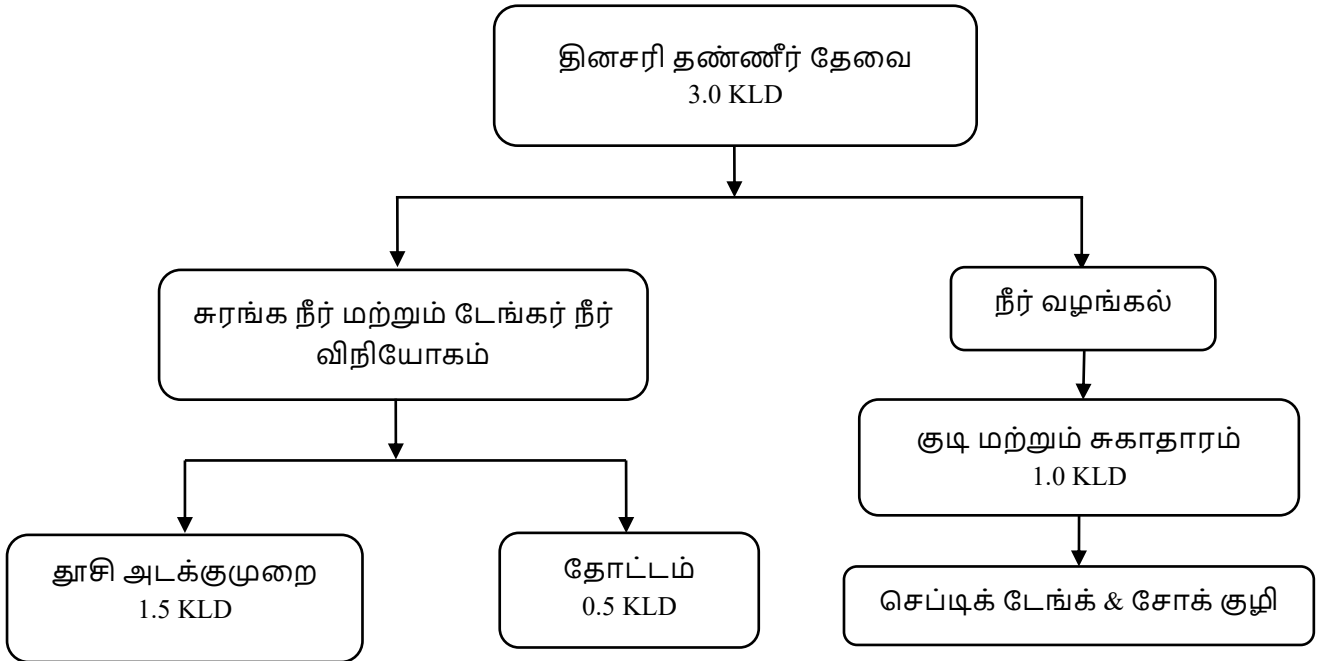 தினசரி தண்ணீர் தேவை
3.0 KLD
சுரங்க நீர் மற்றும் டேங்கர் நீர்
விநியோகம்
நீர் வழங்கல்
குடி மற்றும் சுகாதாரம்
1.0 KLD
தூசி அடக்குமுறை
1.5 KLD
தோட்டம்
0.5 KLD
செப்டிக் டேங்க் & சோக் குழி